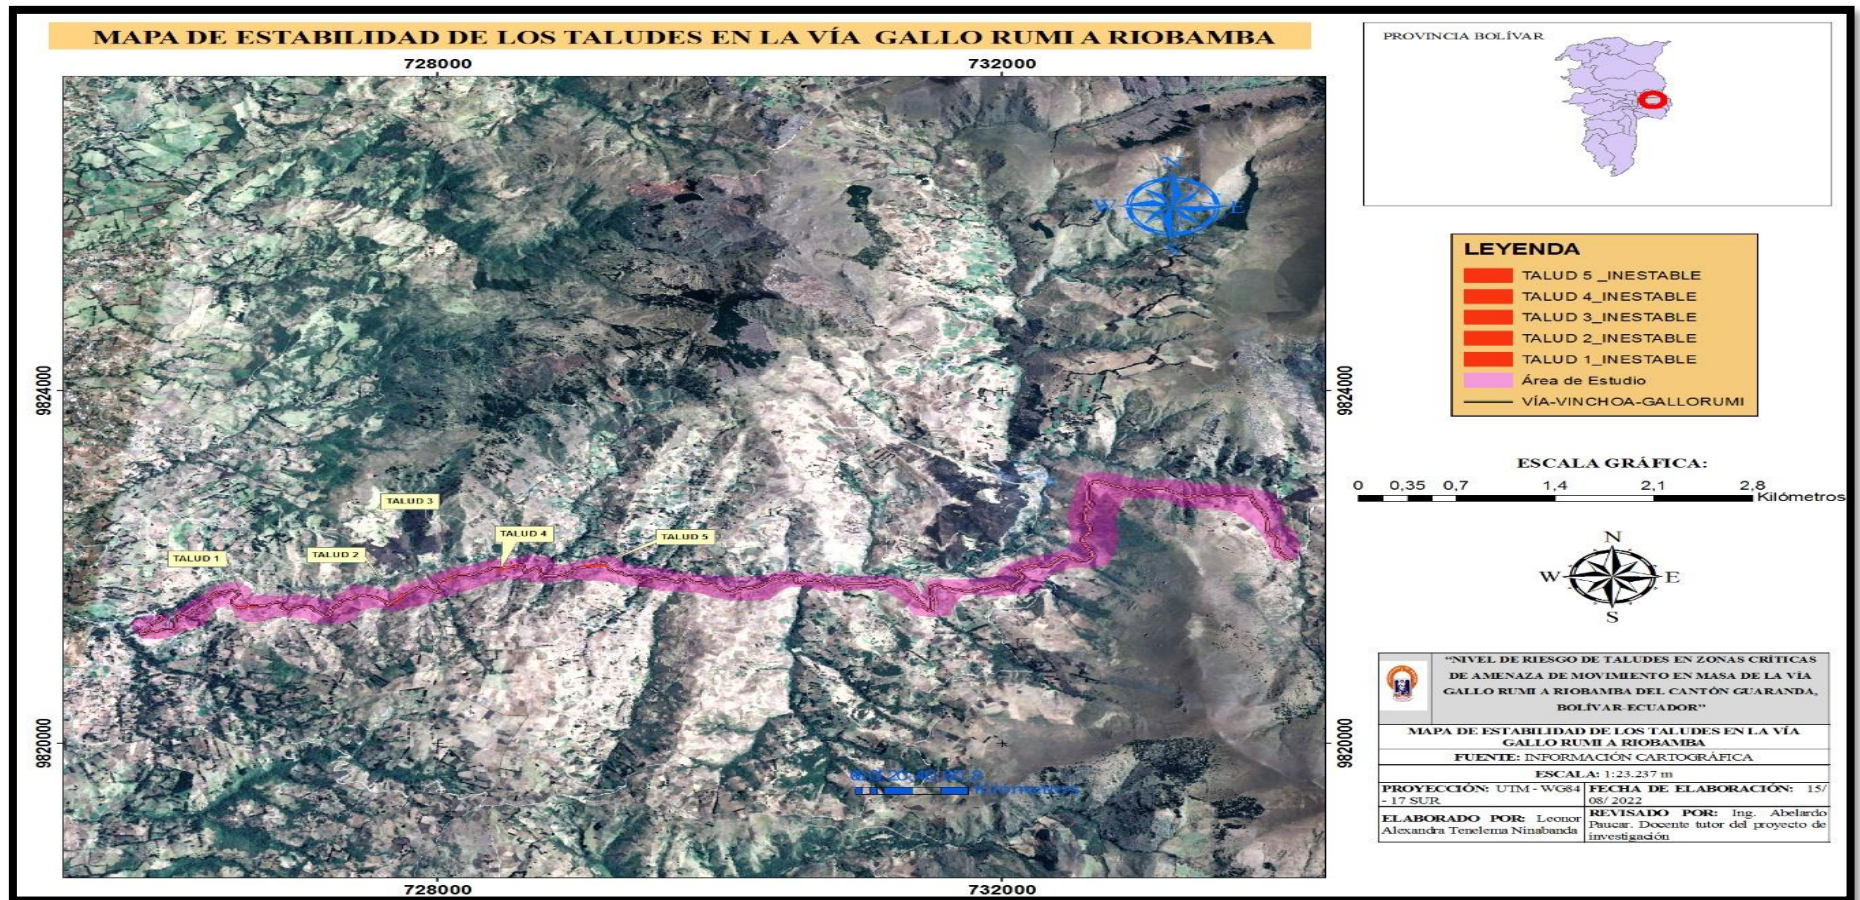 MAPA DE ESTABILIDAD DE LOS TALUDES EN LA VÍA GALLO RUMI A RIOBAMBA
728000
732000
9824000
9820000
TALUD 1
TALUD 2
TALUD 3
TALUD 4
TALUD 5
N
W
E
S
Kilometros
9824000
9820000
728000
732000
PROVINCIA BOLÍVAR
LEYENDA
TALUD 5 _INESTABLE
TALUD 4_INESTABLE
TALUD 3_INESTABLE
TALUD 2_INESTABLE
TALUD 1_INESTABLE
Área de Estudio
VÍA-VINCHOA-GALLORUMI
ESCALA GRÁFICA:
0 0,35 0,7 1,4 2,1 2,8
Kilómetros
N
W
E
S
"NIVEL DE RIESGO DE TALUDES EN ZONAS CRÍTICAS
DE AMENAZA DE MOVIMIENTO EN MASA DE LA VÍA
GALLO RUMI A RIOBAMBA DEL CANTÓN GUARANDA,
BOLÍVAR-ECUADOR"
MAPA DE ESTABILIDAD DE LOS TALUDES EN LA VÍA
GALLO RUMI A RIOBAMBA
FUENTE: INFORMACIÓN CARTOGRÁFICA
ESCALA: 1:23.237 m
PROYECCIÓN: UTM - WG84
- 17 SUR
FECHA DE ELABORACIÓN: 15/
08/ 2022
ELABORADO POR: Leonor
Alexandra Tenelema Ninabanda
REVISADO POR: Ing. Abelardo
Paucar. Docente tutor del proyecto de
investigación